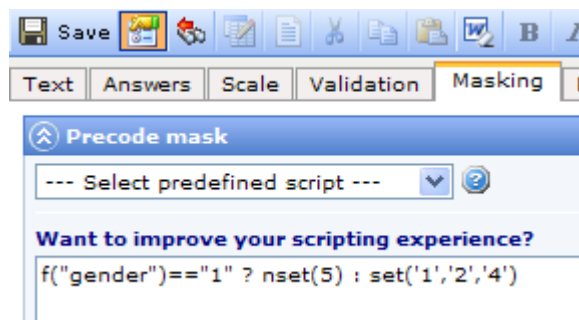 Save B
Text Answers Scale Validation Masking
Precode mask
--- Select predefined script ---
Want to improve your scripting experience?
f("gender")=="1" ? nset(5) : set('1','2','4')